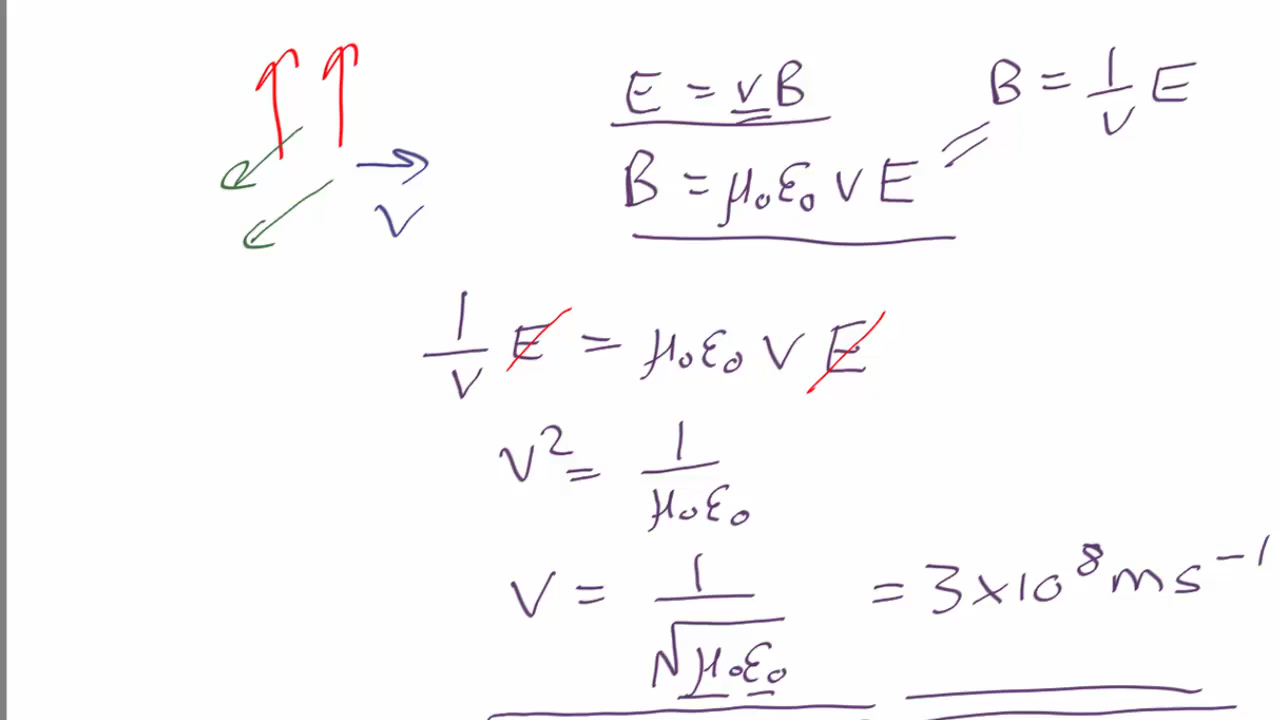 E = vB
B = 1/v E
B = μ₀ε₀ v E
v
1/v E = μ₀ε₀ v E
v² = 1/μ₀ε₀
v = 1/√μ₀ε₀ = 3×10⁸ ms⁻¹